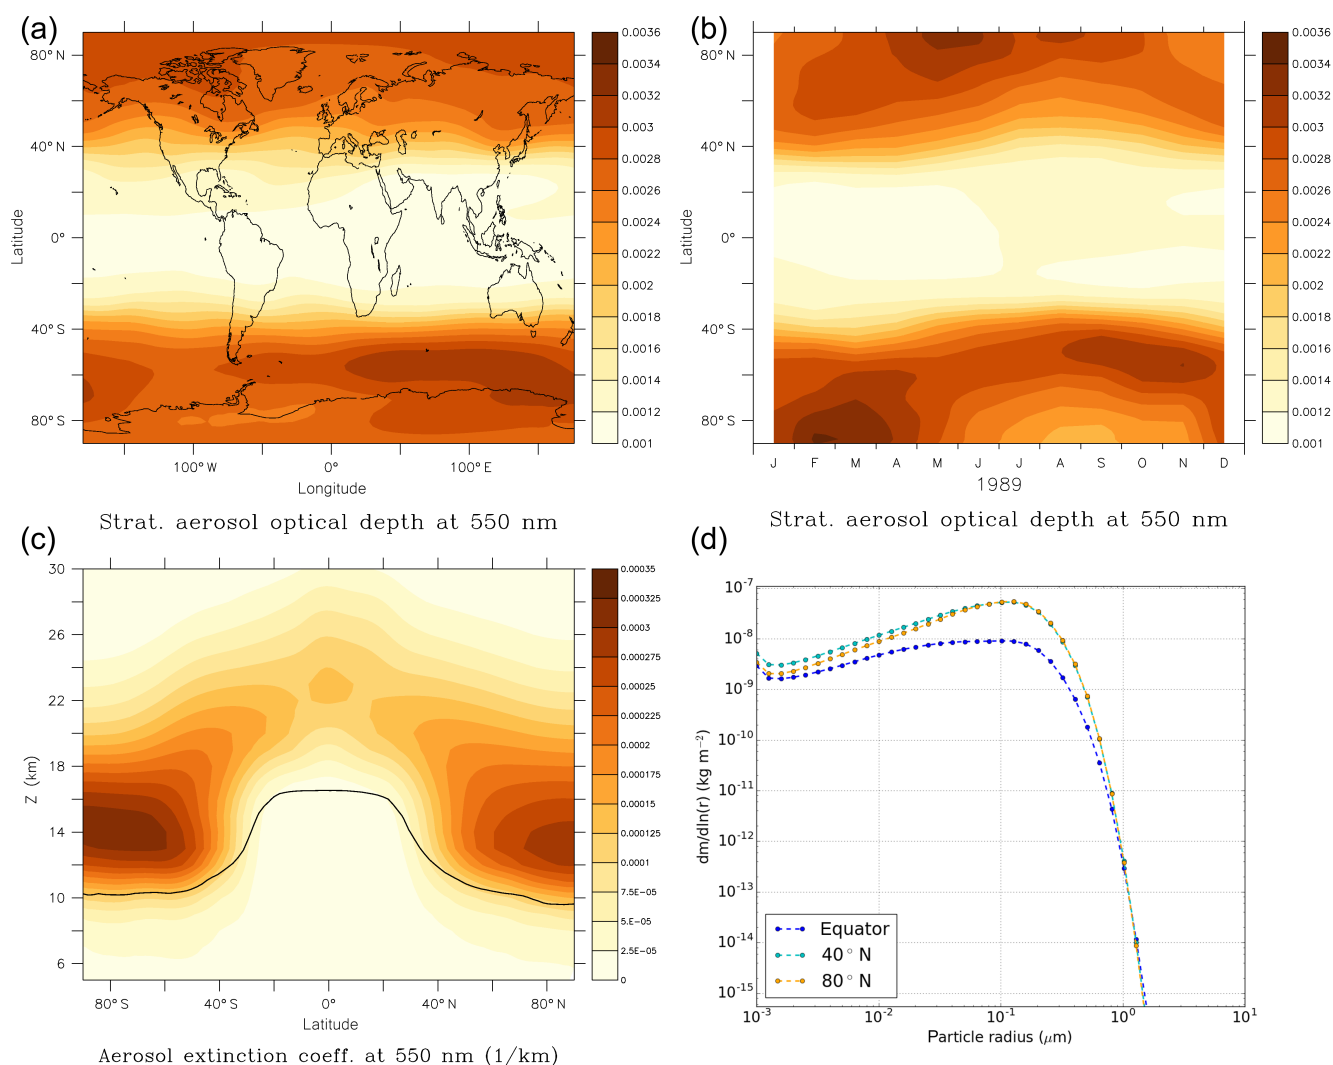 (a)
80° N
40° N
0°
40° S
80° S
Latitude
100° W
0°
100° E
Longitude
0.0036
0.0034
0.0032
0.003
0.0028
0.0026
0.0024
0.0022
0.002
0.0018
0.0016
0.0014
0.0012
0.001
Strat. aerosol optical depth at 550 nm
(b)
80° N
40° N
0°
40° S
80° S
Latitude
J F M A M J J A S O N D
1989
0.0036
0.0034
0.0032
0.003
0.0028
0.0026
0.0024
0.0022
0.002
0.0018
0.0016
0.0014
0.0012
0.001
Strat. aerosol optical depth at 550 nm
(c)
30
26
22
18
14
10
6
Z (km)
80° S
40° S
0°
40° N
80° N
Latitude
0.00035
0.000325
0.0003
0.000275
0.00025
0.000225
0.0002
0.000175
0.00015
0.000125
0.0001
7.5E-05
5.E-05
2.5E-05
0
Aerosol extinction coeff. at 550 nm (1/km)
(d)
10⁻⁷
10⁻⁸
10⁻⁹
10⁻¹⁰
10⁻¹¹
10⁻¹²
10⁻¹³
10⁻¹⁴
10⁻¹⁵
dm/dln(r) (kg m⁻²)
Equator
40° N
80° N
10⁻³
10⁻²
10⁻¹
10⁰
10¹
Particle radius (μm)